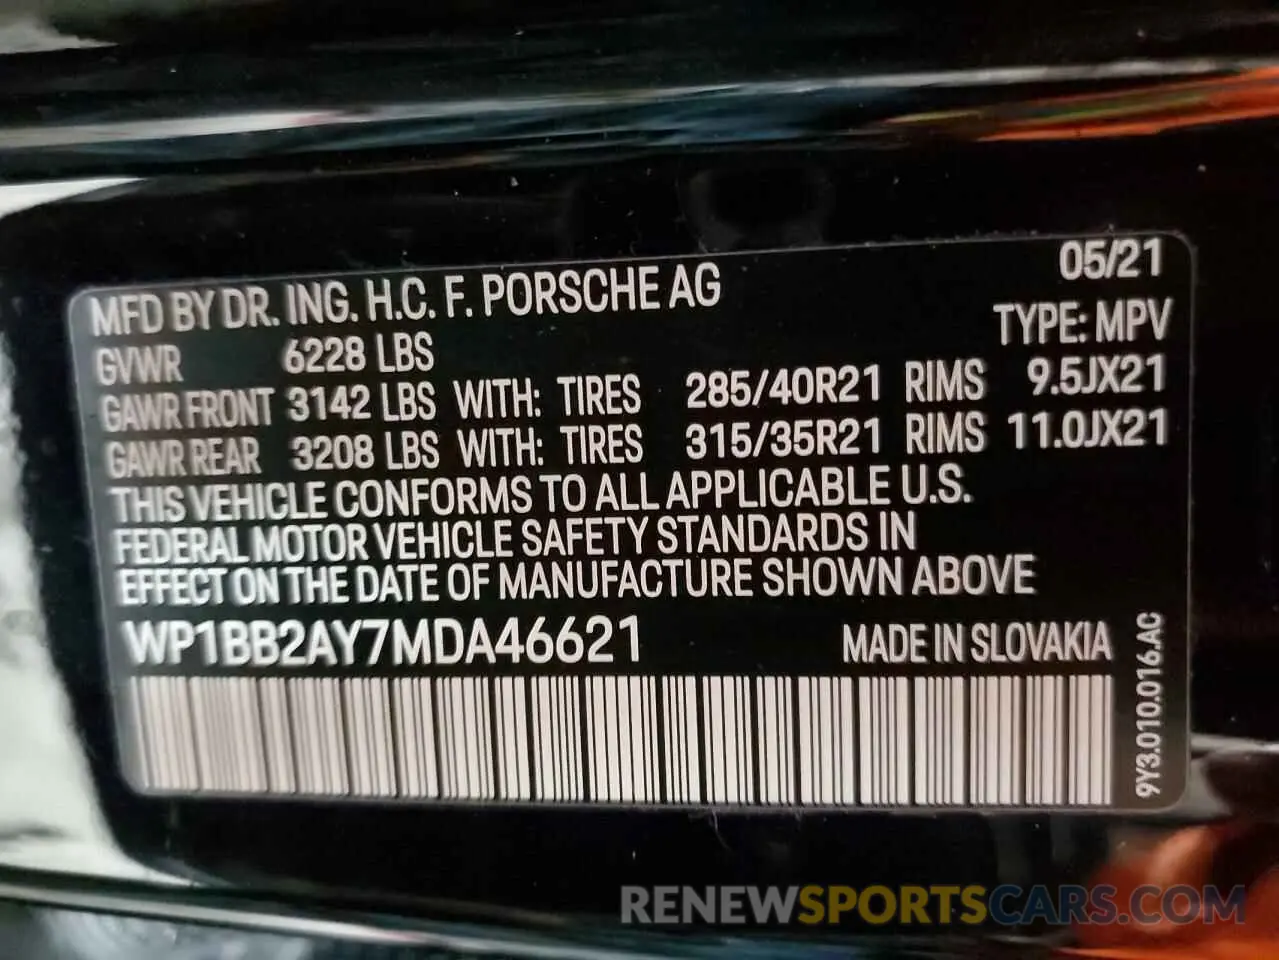 05/21
MFD BY DR. ING. H.C. F. PORSCHE AG
TYPE: MPV
GVWR 6228 LBS
GAWR FRONT 3142 LBS WITH: TIRES 285/40R21 RIMS 9.5JX21
GAWR REAR 3208 LBS WITH: TIRES 315/35R21 RIMS 11.0JX21
THIS VEHICLE CONFORMS TO ALL APPLICABLE U.S.
FEDERAL MOTOR VEHICLE SAFETY STANDARDS IN
EFFECT ON THE DATE OF MANUFACTURE SHOWN ABOVE
WP1BB2AY7MDA46621 MADE IN SLOVAKIA
9Y3.010.016.AC
RENEWSPORTSCARS.COM